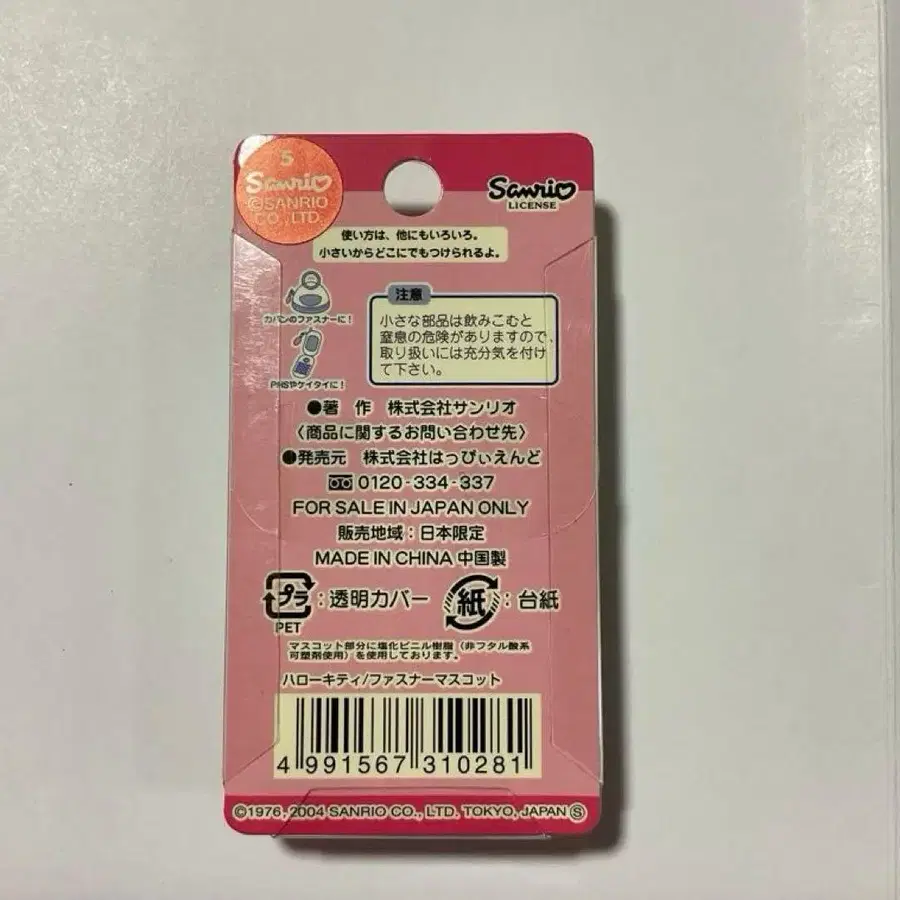 5
Sanrio
©SANRIO
CO., LTD.
Sanrio
LICENSE
使い方は、他にもいろいろ。
小さいからどこにでもつけられるよ。
カバンのファスナーに!
PHSやケイタイに!
注意
小さな部品は飲みこむと
窒息の危険がありますので、
取り扱いには充分気を付け
て下さい。
●著 作 株式会社サンリオ
〈商品に関するお問い合わせ先〉
●発売元 株式会社はっぴぃえんど
0120-334-337
FOR SALE IN JAPAN ONLY
販売地域：日本限定
MADE IN CHINA 中国製
プラ：透明カバー 紙：台紙
PET
マスコット部分に塩化ビニル樹脂（非フタル酸系
可塑剤使用）を使用しております。
ハローキティ/ファスナーマスコット
4 991567 310281
©1976, 2004 SANRIO CO., LTD. TOKYO, JAPAN Ⓢ